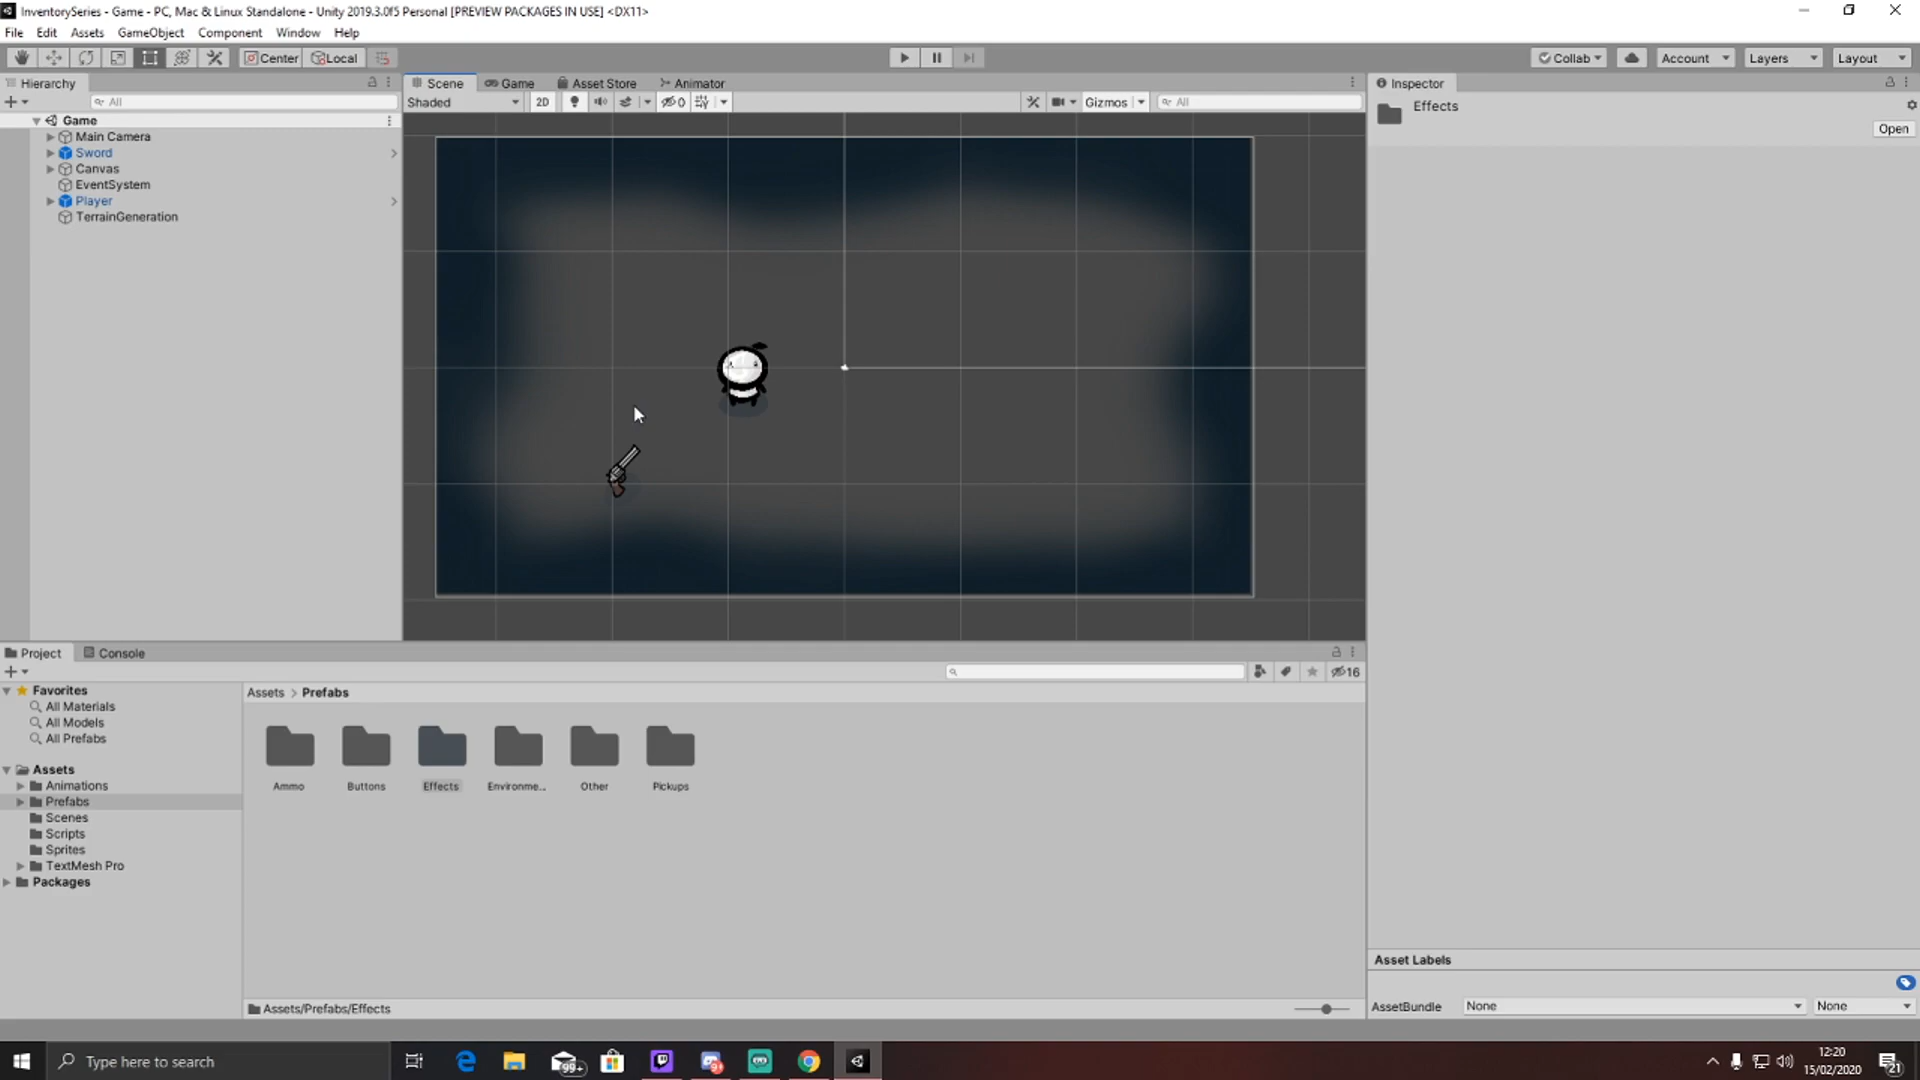 InventorySeries - Game - PC, Mac & Linux Standalone - Unity 2019.3.0f5 Personal [PREVIEW PACKAGES IN USE] <DX11>
File Edit Assets GameObject Component Window Help
Center Local Collab Account Layers Layout
Hierarchy
All
Game
Main Camera
Sword
Canvas
EventSystem
Player
TerrainGeneration
Scene Game Asset Store Animator
Shaded 2D 0 Gizmos All
Inspector
Effects
Open
Project Console
16
Favorites
All Materials
All Models
All Prefabs
Assets
Animations
Prefabs
Scenes
Scripts
Sprites
TextMesh Pro
Packages
Assets > Prefabs
Ammo Buttons Effects Environme... Other Pickups
Assets/Prefabs/Effects
Asset Labels
AssetBundle None None
Type here to search
99+
9+
12:20
15/02/2020
21